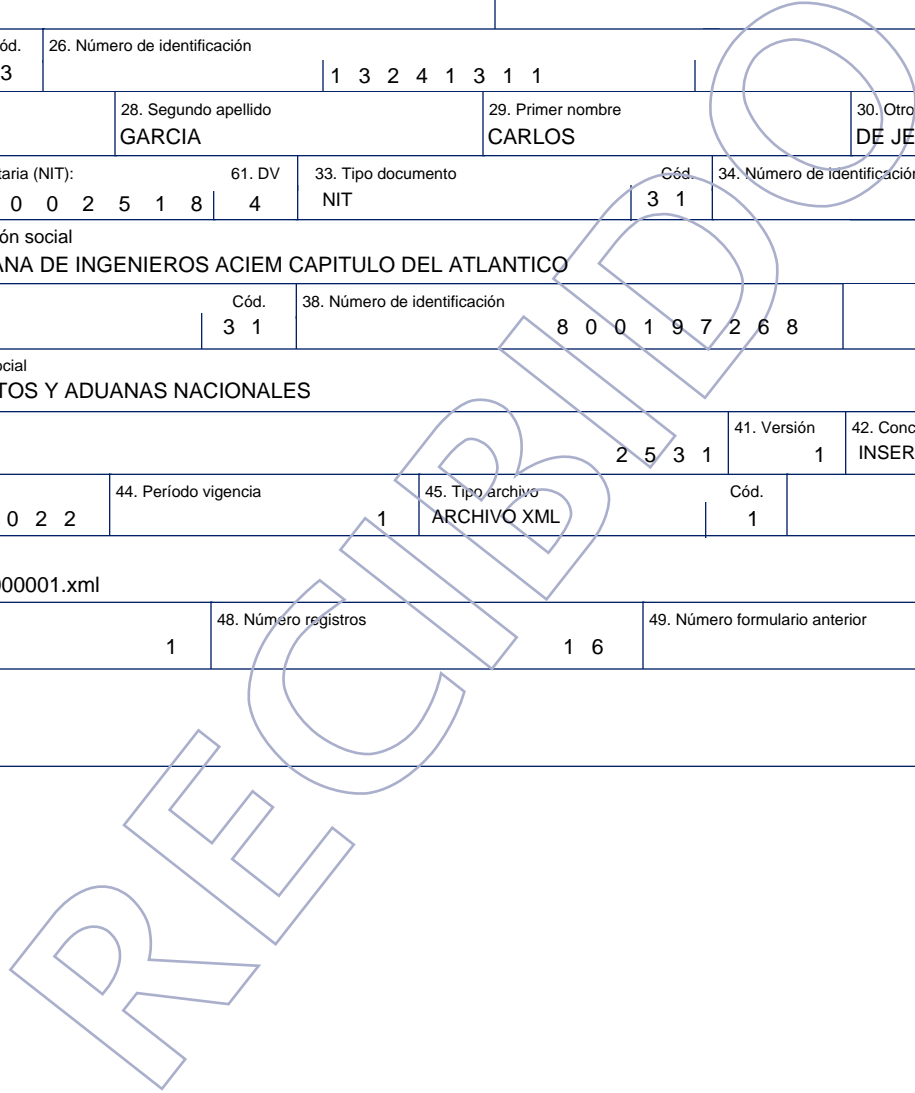 ód. 26. Número de identificación
3 1 3 2 4 1 3 1 1
28. Segundo apellido 29. Primer nombre 30. Otro
GARCIA CARLOS DE JE
taria (NIT): 61. DV 33. Tipo documento Cód. 34. Número de identificación
0 0 2 5 1 8 4 NIT 3 1
ón social
ANA DE INGENIEROS ACIEM CAPITULO DEL ATLANTICO
Cód. 38. Número de identificación
3 1 8 0 0 1 9 7 2 6 8
ocial
TOS Y ADUANAS NACIONALES
41. Versión 42. Conc
2 5 3 1 1 INSER
44. Período vigencia 45. Tipo archivo Cód.
0 2 2 1 ARCHIVO XML 1
000001.xml
48. Número registros 49. Número formulario anterior
1 1 6
RECIBIDO